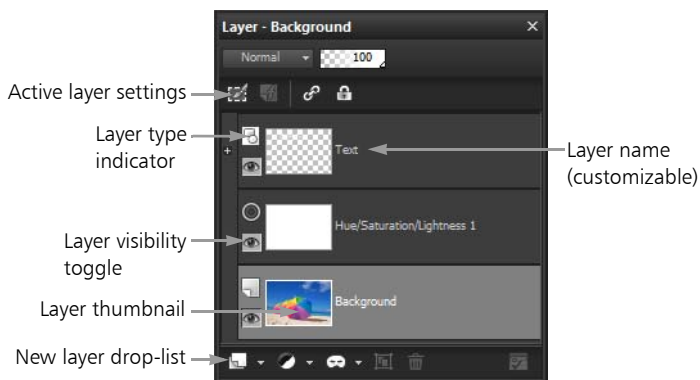 Layer - Background
Normal
100
Active layer settings
Layer type
indicator
Text
Layer name
(customizable)
Hue/Saturation/Lightness 1
Layer visibility
toggle
Background
Layer thumbnail
New layer drop-list